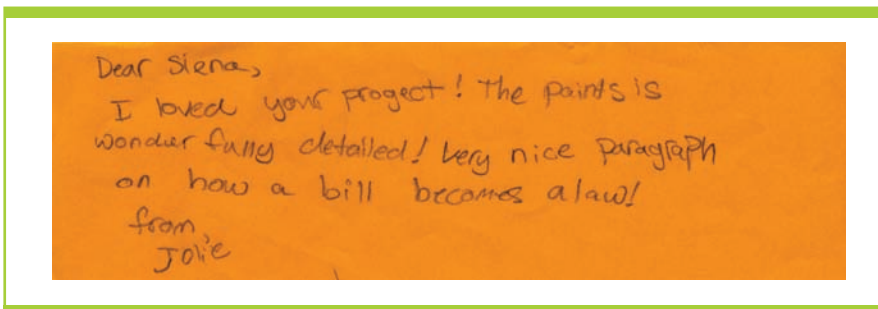 Dear Siena,
I loved your progect! The paints is
wonderfully detailed! Very nice paragraph
on how a bill becomes a law!
from,
Jolie